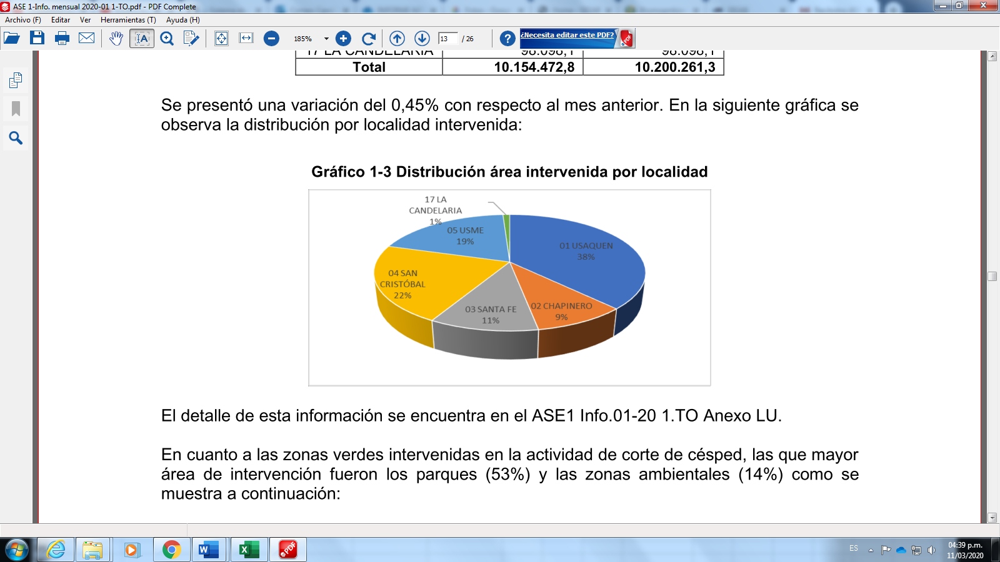 ASE 1-Info. mensual 2020-01 1-TO.pdf - PDF Complete
Archivo (F) Editar Ver Herramientas (T) Ayuda (H)
185% 13 / 26 ¿Necesita editar este PDF? PDF
17 LA CANDELARIA 98.098,1 98.098,1
Total 10.154.472,8 10.200.261,3
Se presentó una variación del 0,45% con respecto al mes anterior. En la siguiente gráfica se
observa la distribución por localidad intervenida:
Gráfico 1-3 Distribución área intervenida por localidad
17 LA
CANDELARIA
1%
05 USME
19%
01 USAQUEN
38%
04 SAN
CRISTÓBAL
22%
03 SANTA FE
11%
02 CHAPINERO
9%
El detalle de esta información se encuentra en el ASE1 Info.01-20 1.TO Anexo LU.
En cuanto a las zonas verdes intervenidas en la actividad de corte de césped, las que mayor
área de intervención fueron los parques (53%) y las zonas ambientales (14%) como se
muestra a continuación:
ES
04:39 p.m.
11/03/2020